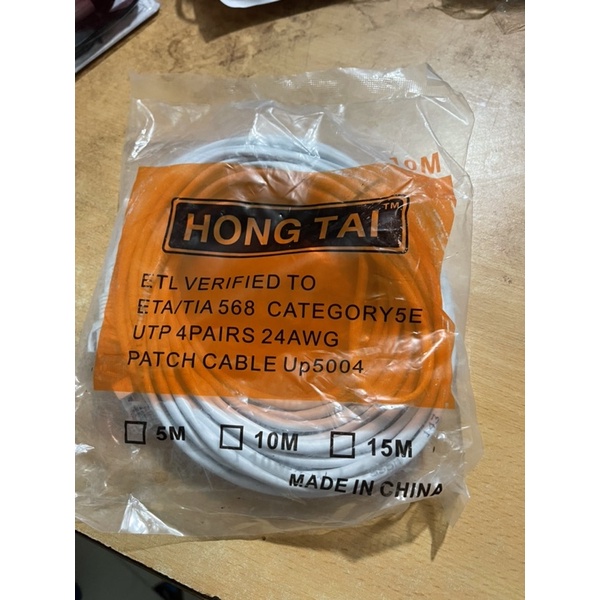 HONG TAI™
ETL VERIFIED TO
ETA/TIA 568 CATEGORY5E
UTP 4PAIRS 24AWG
PATCH CABLE Up5004
5M
10M
15M
MADE IN CHINA